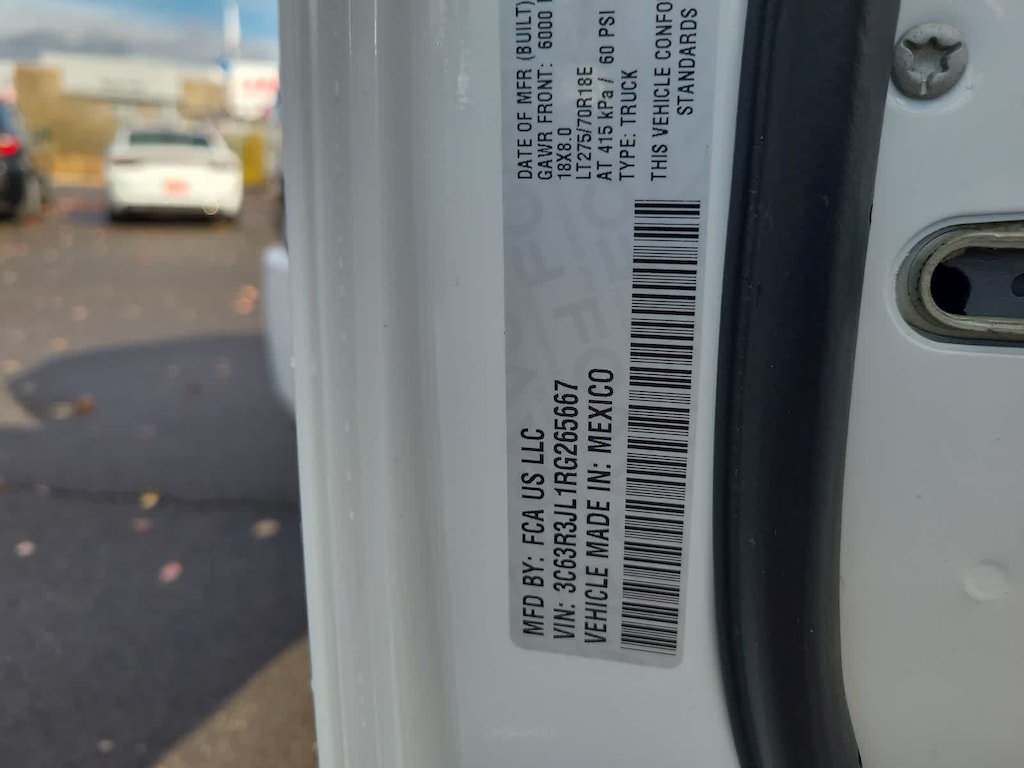 MFD BY: FCA US LLC
VIN: 3C63R3JL1RG265667
VEHICLE MADE IN: MEXICO
DATE OF MFR (BUILT)
GAWR FRONT: 6000
18X8.0
LT275/70R18E
AT 415 kPa / 60 PSI
TYPE: TRUCK
THIS VEHICLE CONFO
STANDARDS